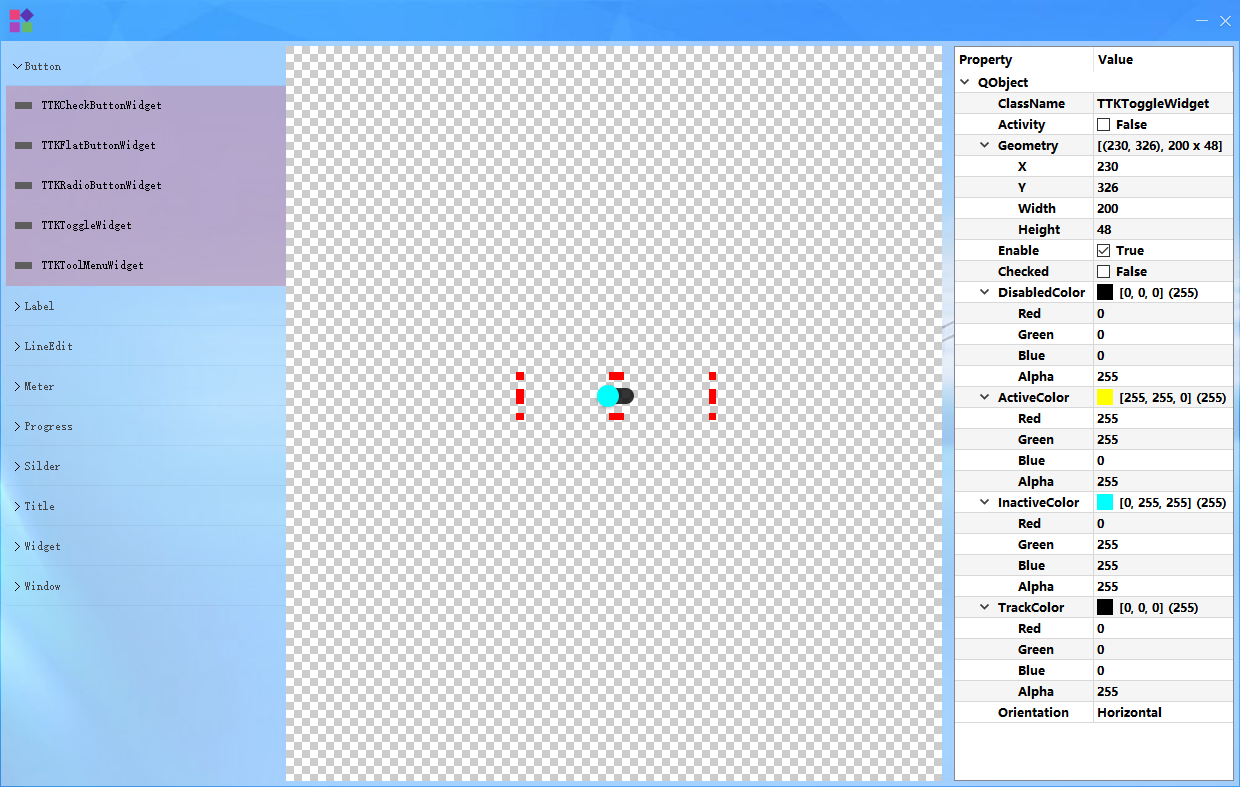 Button
TTKCheckButtonWidget
TTKFlatButtonWidget
TTKRadioButtonWidget
TTKToggleWidget
TTKToolMenuWidget
Label
LineEdit
Meter
Progress
Silder
Title
Widget
Window
Property Value
QObject
ClassName TTKToggleWidget
Activity False
Geometry [(230, 326), 200 x 48]
X 230
Y 326
Width 200
Height 48
Enable True
Checked False
DisabledColor [0, 0, 0] (255)
Red 0
Green 0
Blue 0
Alpha 255
ActiveColor [255, 255, 0] (255)
Red 255
Green 255
Blue 0
Alpha 255
InactiveColor [0, 255, 255] (255)
Red 0
Green 255
Blue 255
Alpha 255
TrackColor [0, 0, 0] (255)
Red 0
Green 0
Blue 0
Alpha 255
Orientation Horizontal